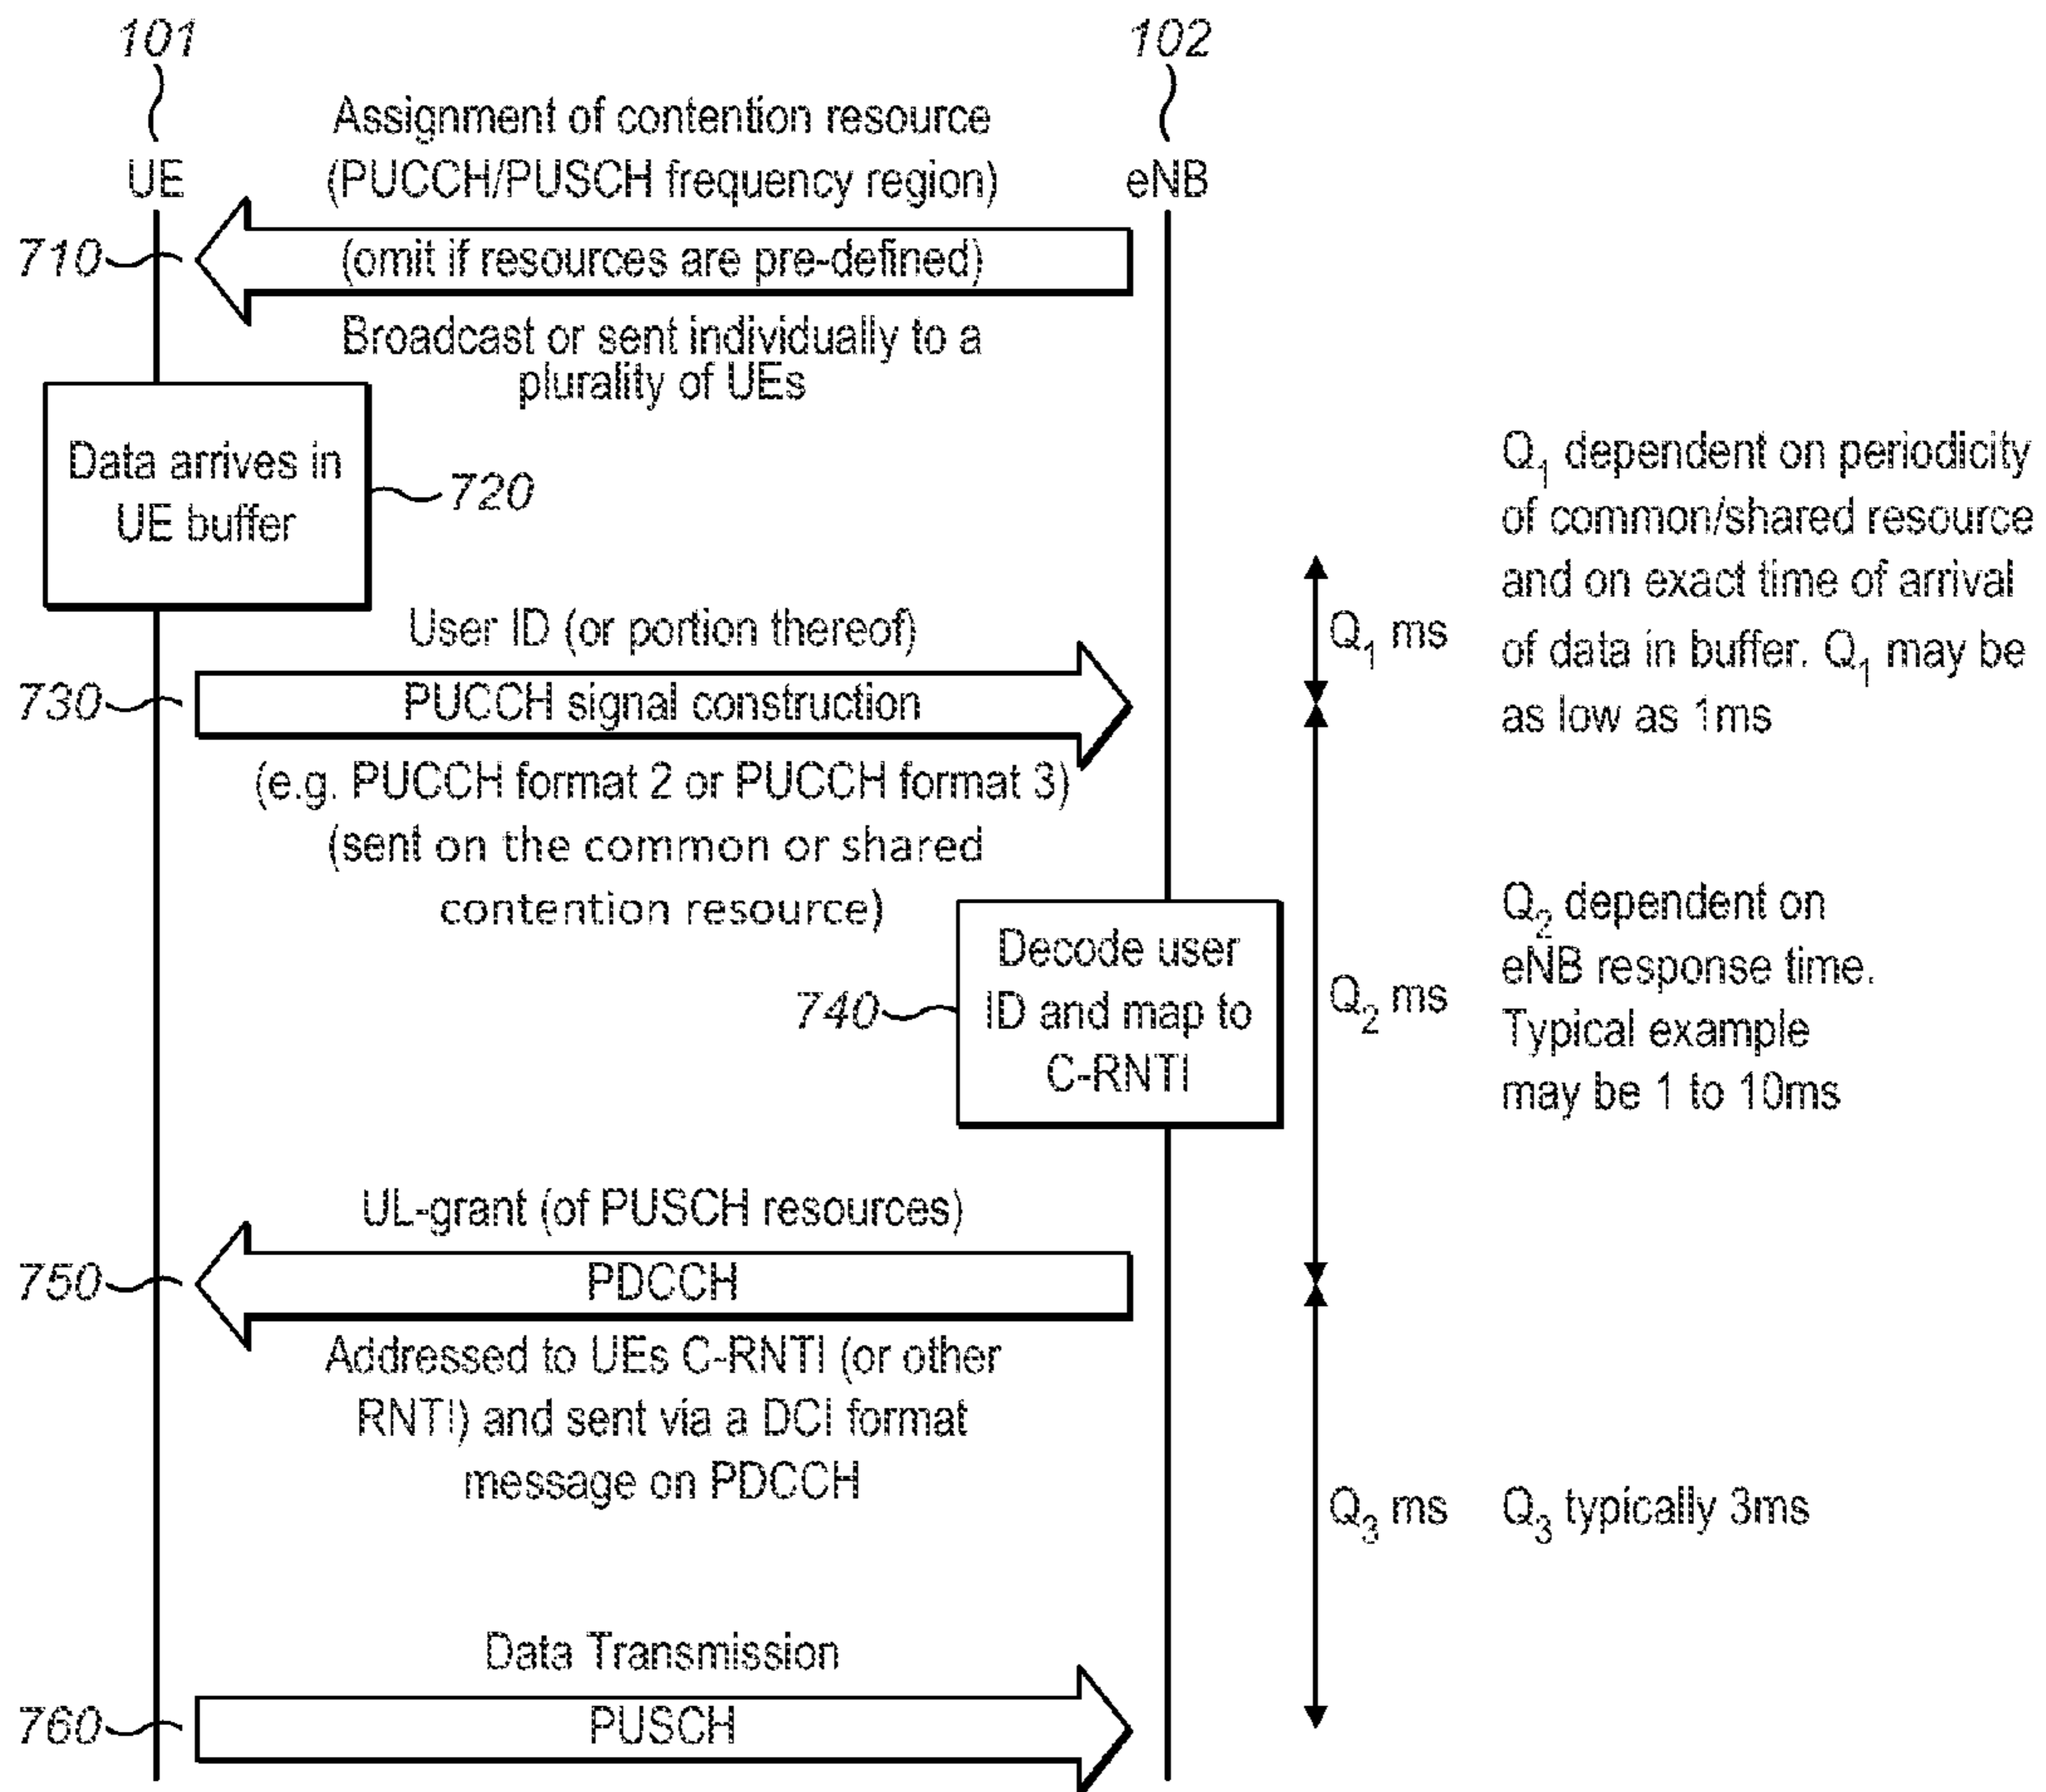 101
102
Assignment of contention resource
UE
(PUCCH/PUSCH frequency region)
eNB
710
(omit if resources are pre-defined)
Broadcast or sent individually to a
plurality of UEs
Data arrives in
UE buffer
720
Q1 dependent on periodicity
of common/shared resource
and on exact time of arrival
of data in buffer. Q1 may be
as low as 1ms
User ID (or portion thereof)
Q1 ms
730
PUCCH signal construction
(e.g. PUCCH format 2 or PUCCH format 3)
(sent on the common or shared
contention resource)
740
Decode user
ID and map to
C-RNTI
Q2 ms
Q2 dependent on
eNB response time.
Typical example
may be 1 to 10ms
UL-grant (of PUSCH resources)
750
PDCCH
Addressed to UEs C-RNTI (or other
RNTI) and sent via a DCI format
message on PDCCH
Q3 ms
Q3 typically 3ms
Data Transmission
760
PUSCH